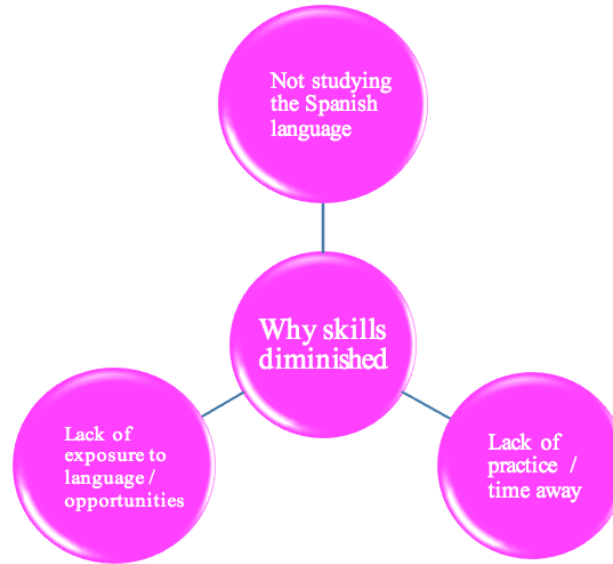 Not studying
the Spanish
language
Why skills
diminished
Lack of
exposure to
language /
opportunities
Lack of
practice /
time away